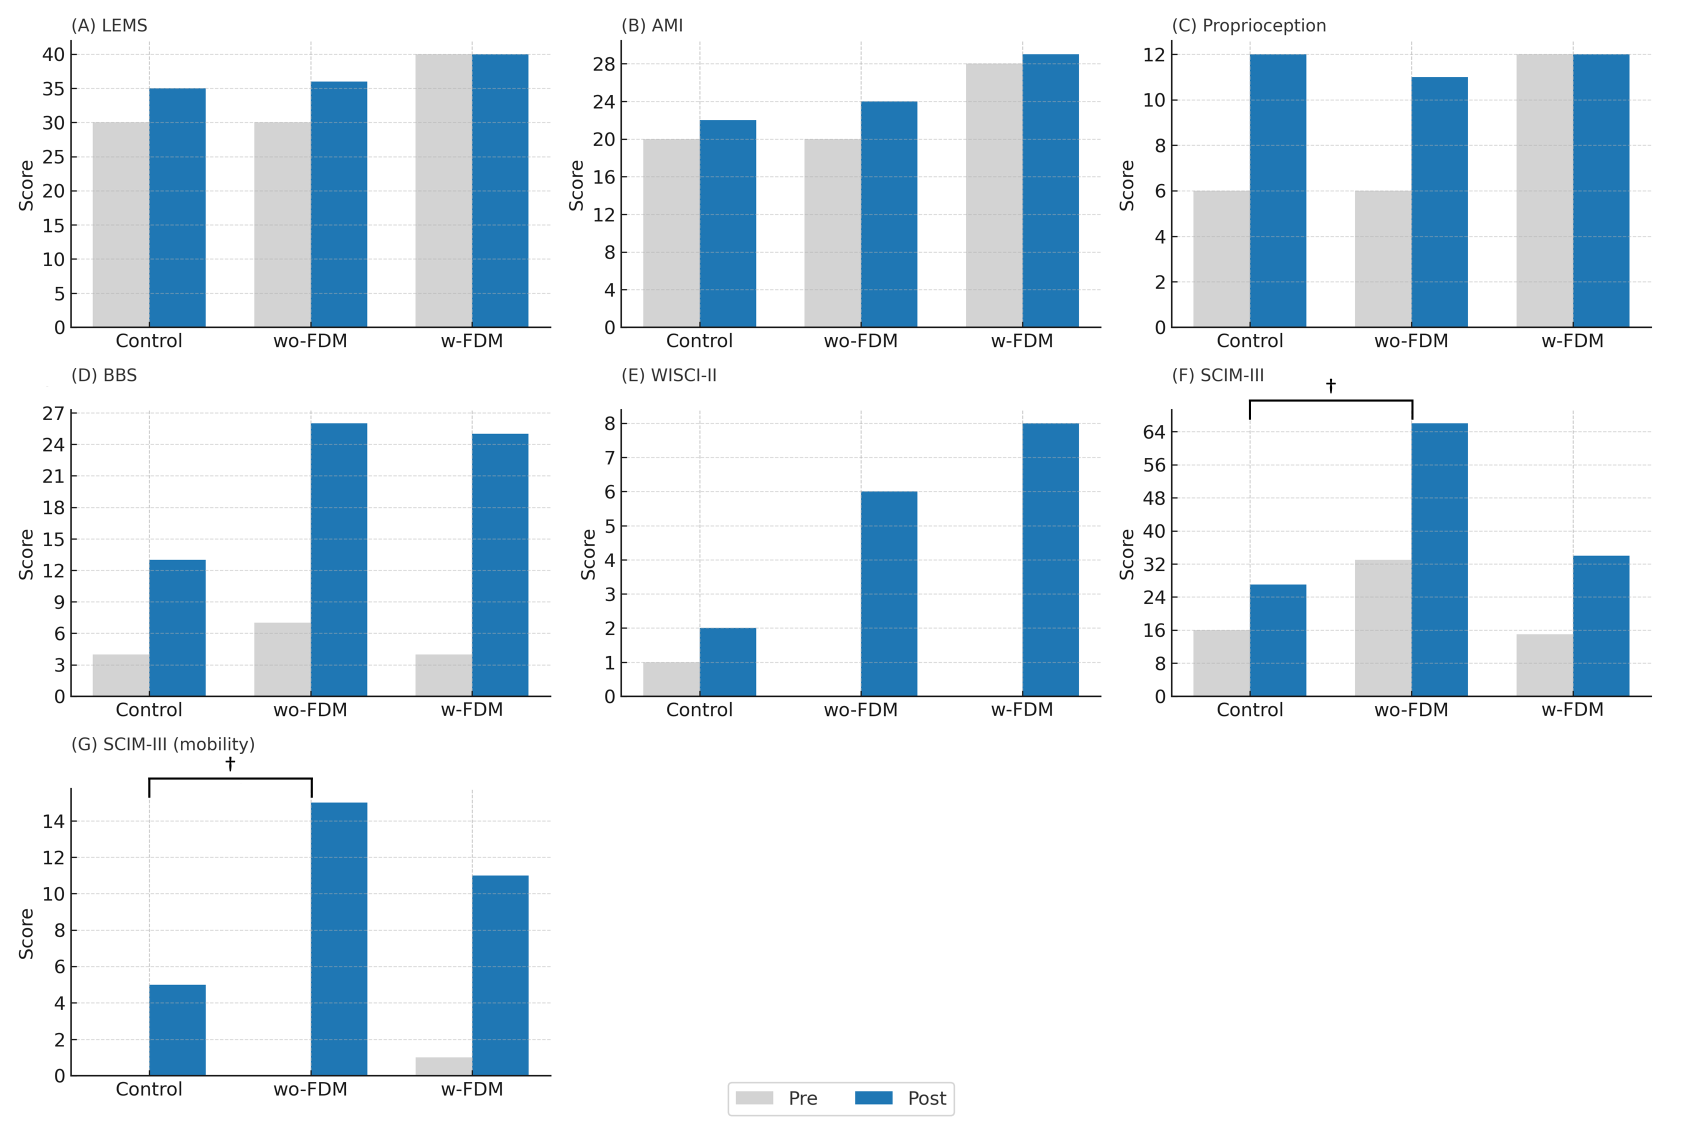 (A) LEMS
40
35
30
25
20
15
10
5
0
Score
Control wo-FDM w-FDM
(B) AMI
28
24
20
16
12
8
4
0
Score
Control wo-FDM w-FDM
(C) Proprioception
12
10
8
6
4
2
0
Score
Control wo-FDM w-FDM
(D) BBS
27
24
21
18
15
12
9
6
3
0
Score
Control wo-FDM w-FDM
(E) WISCI-II
8
7
6
5
4
3
2
1
0
Score
Control wo-FDM w-FDM
(F) SCIM-III
†
64
56
48
40
32
24
16
8
0
Score
Control wo-FDM w-FDM
(G) SCIM-III (mobility)
†
14
12
10
8
6
4
2
0
Score
Control wo-FDM w-FDM
Pre Post